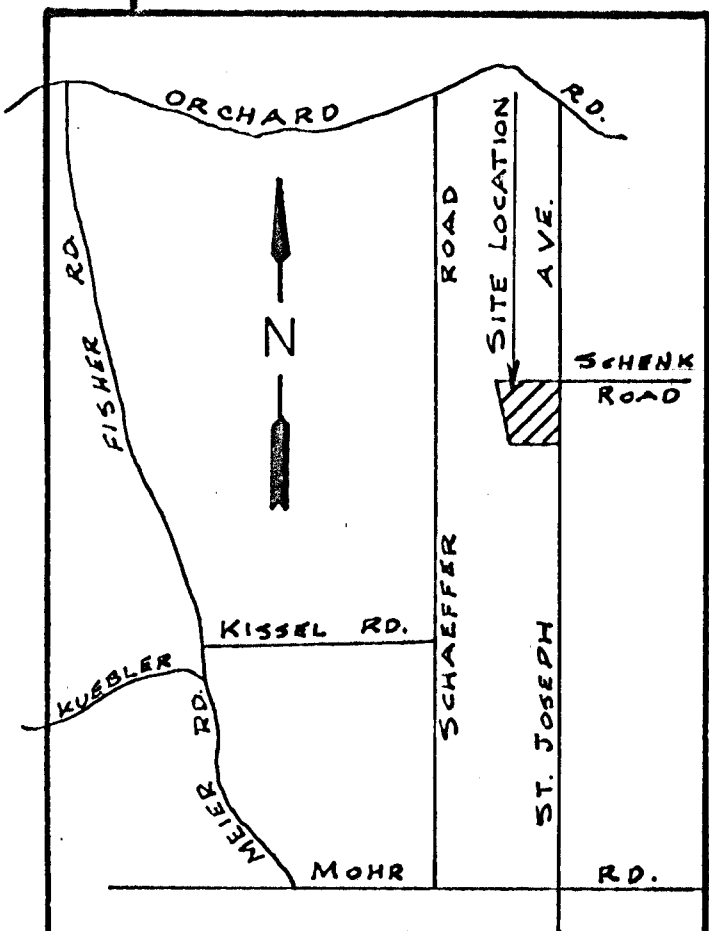 ORCHARD RD.
SITE LOCATION
FISHER RD.
N
SCHAEFFER ROAD
ST. JOSEPH AVE.
SCHENK
ROAD
KISSEL RD.
KUEBLER
MEIER RD.
MOHR RD.